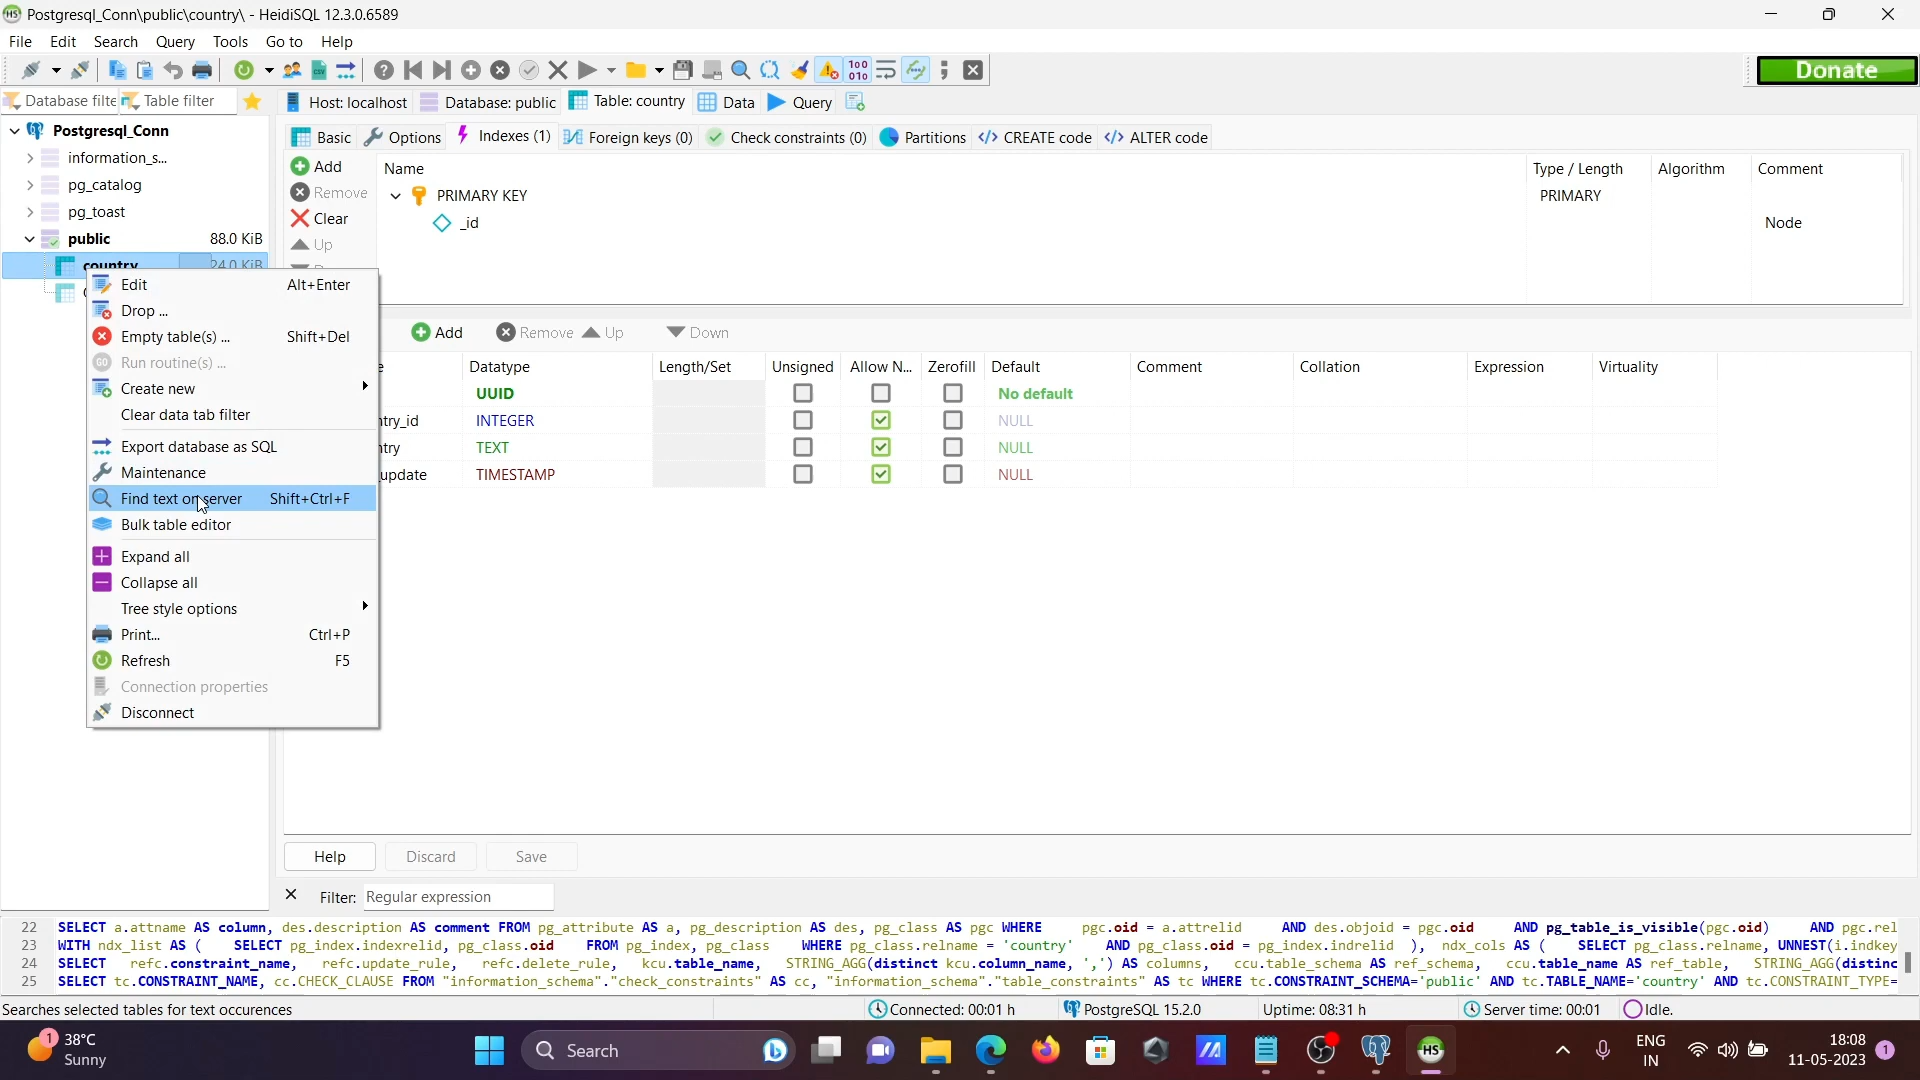 Postgresql_Conn\public\country\ - HeidiSQL 12.3.0.6589
File Edit Search Query Tools Go to Help
Donate
Database filte Table filter Host: localhost Database: public Table: country Data Query
Postgresql_Conn
information_s...
pg_catalog
pg_toast
public 88.0 KiB
country 24.0 KiB
Basic Options Indexes (1) Foreign keys (0) Check constraints (0) Partitions CREATE code ALTER code
Add
Remove
Clear
Up
Name Type / Length Algorithm Comment
PRIMARY KEY PRIMARY
_id Node
Edit Alt+Enter
Drop ...
Empty table(s) ... Shift+Del
Run routine(s) ...
Create new
Clear data tab filter
Export database as SQL
Maintenance
Find text on server Shift+Ctrl+F
Bulk table editor
Expand all
Collapse all
Tree style options
Print... Ctrl+P
Refresh F5
Connection properties
Disconnect
Add Remove Up Down
e Datatype Length/Set Unsigned Allow N... Zerofill Default Comment Collation Expression Virtuality
UUID No default
ntry_id INTEGER NULL
ntry TEXT NULL
update TIMESTAMP NULL
Help Discard Save
Filter: Regular expression
22 SELECT a.attname AS column, des.description AS comment FROM pg_attribute AS a, pg_description AS des, pg_class AS pgc WHERE pgc.oid = a.attrelid AND des.objoid = pgc.oid AND pg_table_is_visible(pgc.oid) AND pgc.rel
23 WITH ndx_list AS ( SELECT pg_index.indexrelid, pg_class.oid FROM pg_index, pg_class WHERE pg_class.relname = 'country' AND pg_class.oid = pg_index.indrelid ), ndx_cols AS ( SELECT pg_class.relname, UNNEST(i.indkey
24 SELECT refc.constraint_name, refc.update_rule, refc.delete_rule, kcu.table_name, STRING_AGG(distinct kcu.column_name, ',') AS columns, ccu.table_schema AS ref_schema, ccu.table_name AS ref_table, STRING_AGG(distinc
25 SELECT tc.CONSTRAINT_NAME, cc.CHECK_CLAUSE FROM "information_schema"."check_constraints" AS cc, "information_schema"."table_constraints" AS tc WHERE tc.CONSTRAINT_SCHEMA='public' AND tc.TABLE_NAME='country' AND tc.CONSTRAINT_TYPE=
Searches selected tables for text occurences Connected: 00:01 h PostgreSQL 15.2.0 Uptime: 08:31 h Server time: 00:01 Idle.
1 38°C
Sunny
Search
HS
ENG
IN
18:08
11-05-2023
1